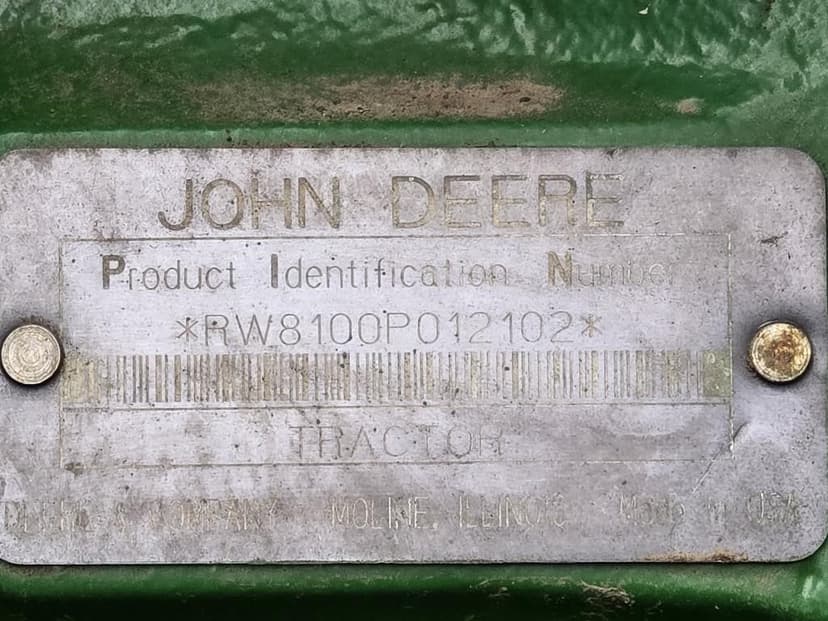 JOHN DEERE
Product Identification Number
*RW8100P012102*
TRACTOR
DEERE & COMPANY MOLINE, ILLINOIS Made in USA